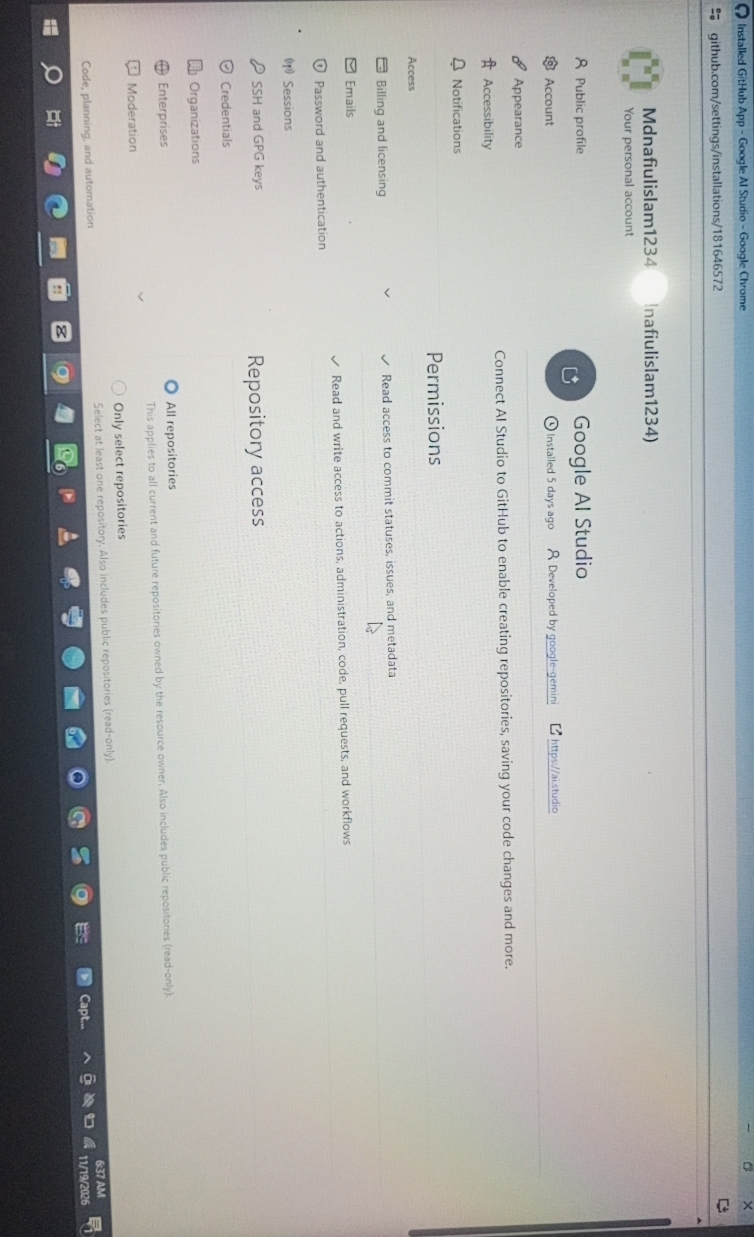 Installed GitHub App - Google AI Studio - Google Chrome
github.com/settings/installations/181646572
Mdnafiulislam1234 nafiulislam1234)
Your personal account
Public profile
Account
Appearance
Accessibility
Notifications
Access
Billing and licensing
Emails
Password and authentication
Sessions
SSH and GPG keys
Credentials
Organizations
Enterprises
Moderation
Code, planning, and automation
Google AI Studio
Installed 5 days ago Developed by google-gemini https://ai.studio
Connect AI Studio to GitHub to enable creating repositories, saving your code changes and more.
Permissions
Read access to commit statuses, issues, and metadata
Read and write access to actions, administration, code, pull requests, and workflows
Repository access
All repositories
This applies to all current and future repositories owned by the resource owner. Also includes public repositories (read-only).
Only select repositories
Select at least one repository. Also includes public repositories (read-only).
6
Capt...
6:37 AM
11/19/2026